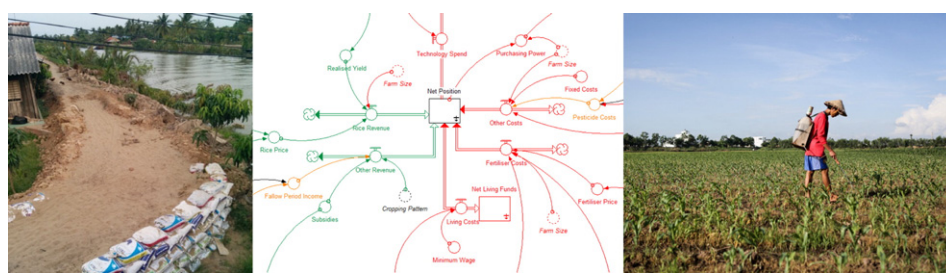 Technology Spend
Purchasing Power
Realised Yield
Farm Size
Farm Size
Fixed Costs
Net Position
Pesticide Costs
Rice Revenue
Other Costs
Rice Price
Other Revenue
Fertiliser Costs
Fallow Period Income
Net Living Funds
Fertiliser Price
Subsidies
Cropping Pattern
Living Costs
Farm Size
Minimum Wage